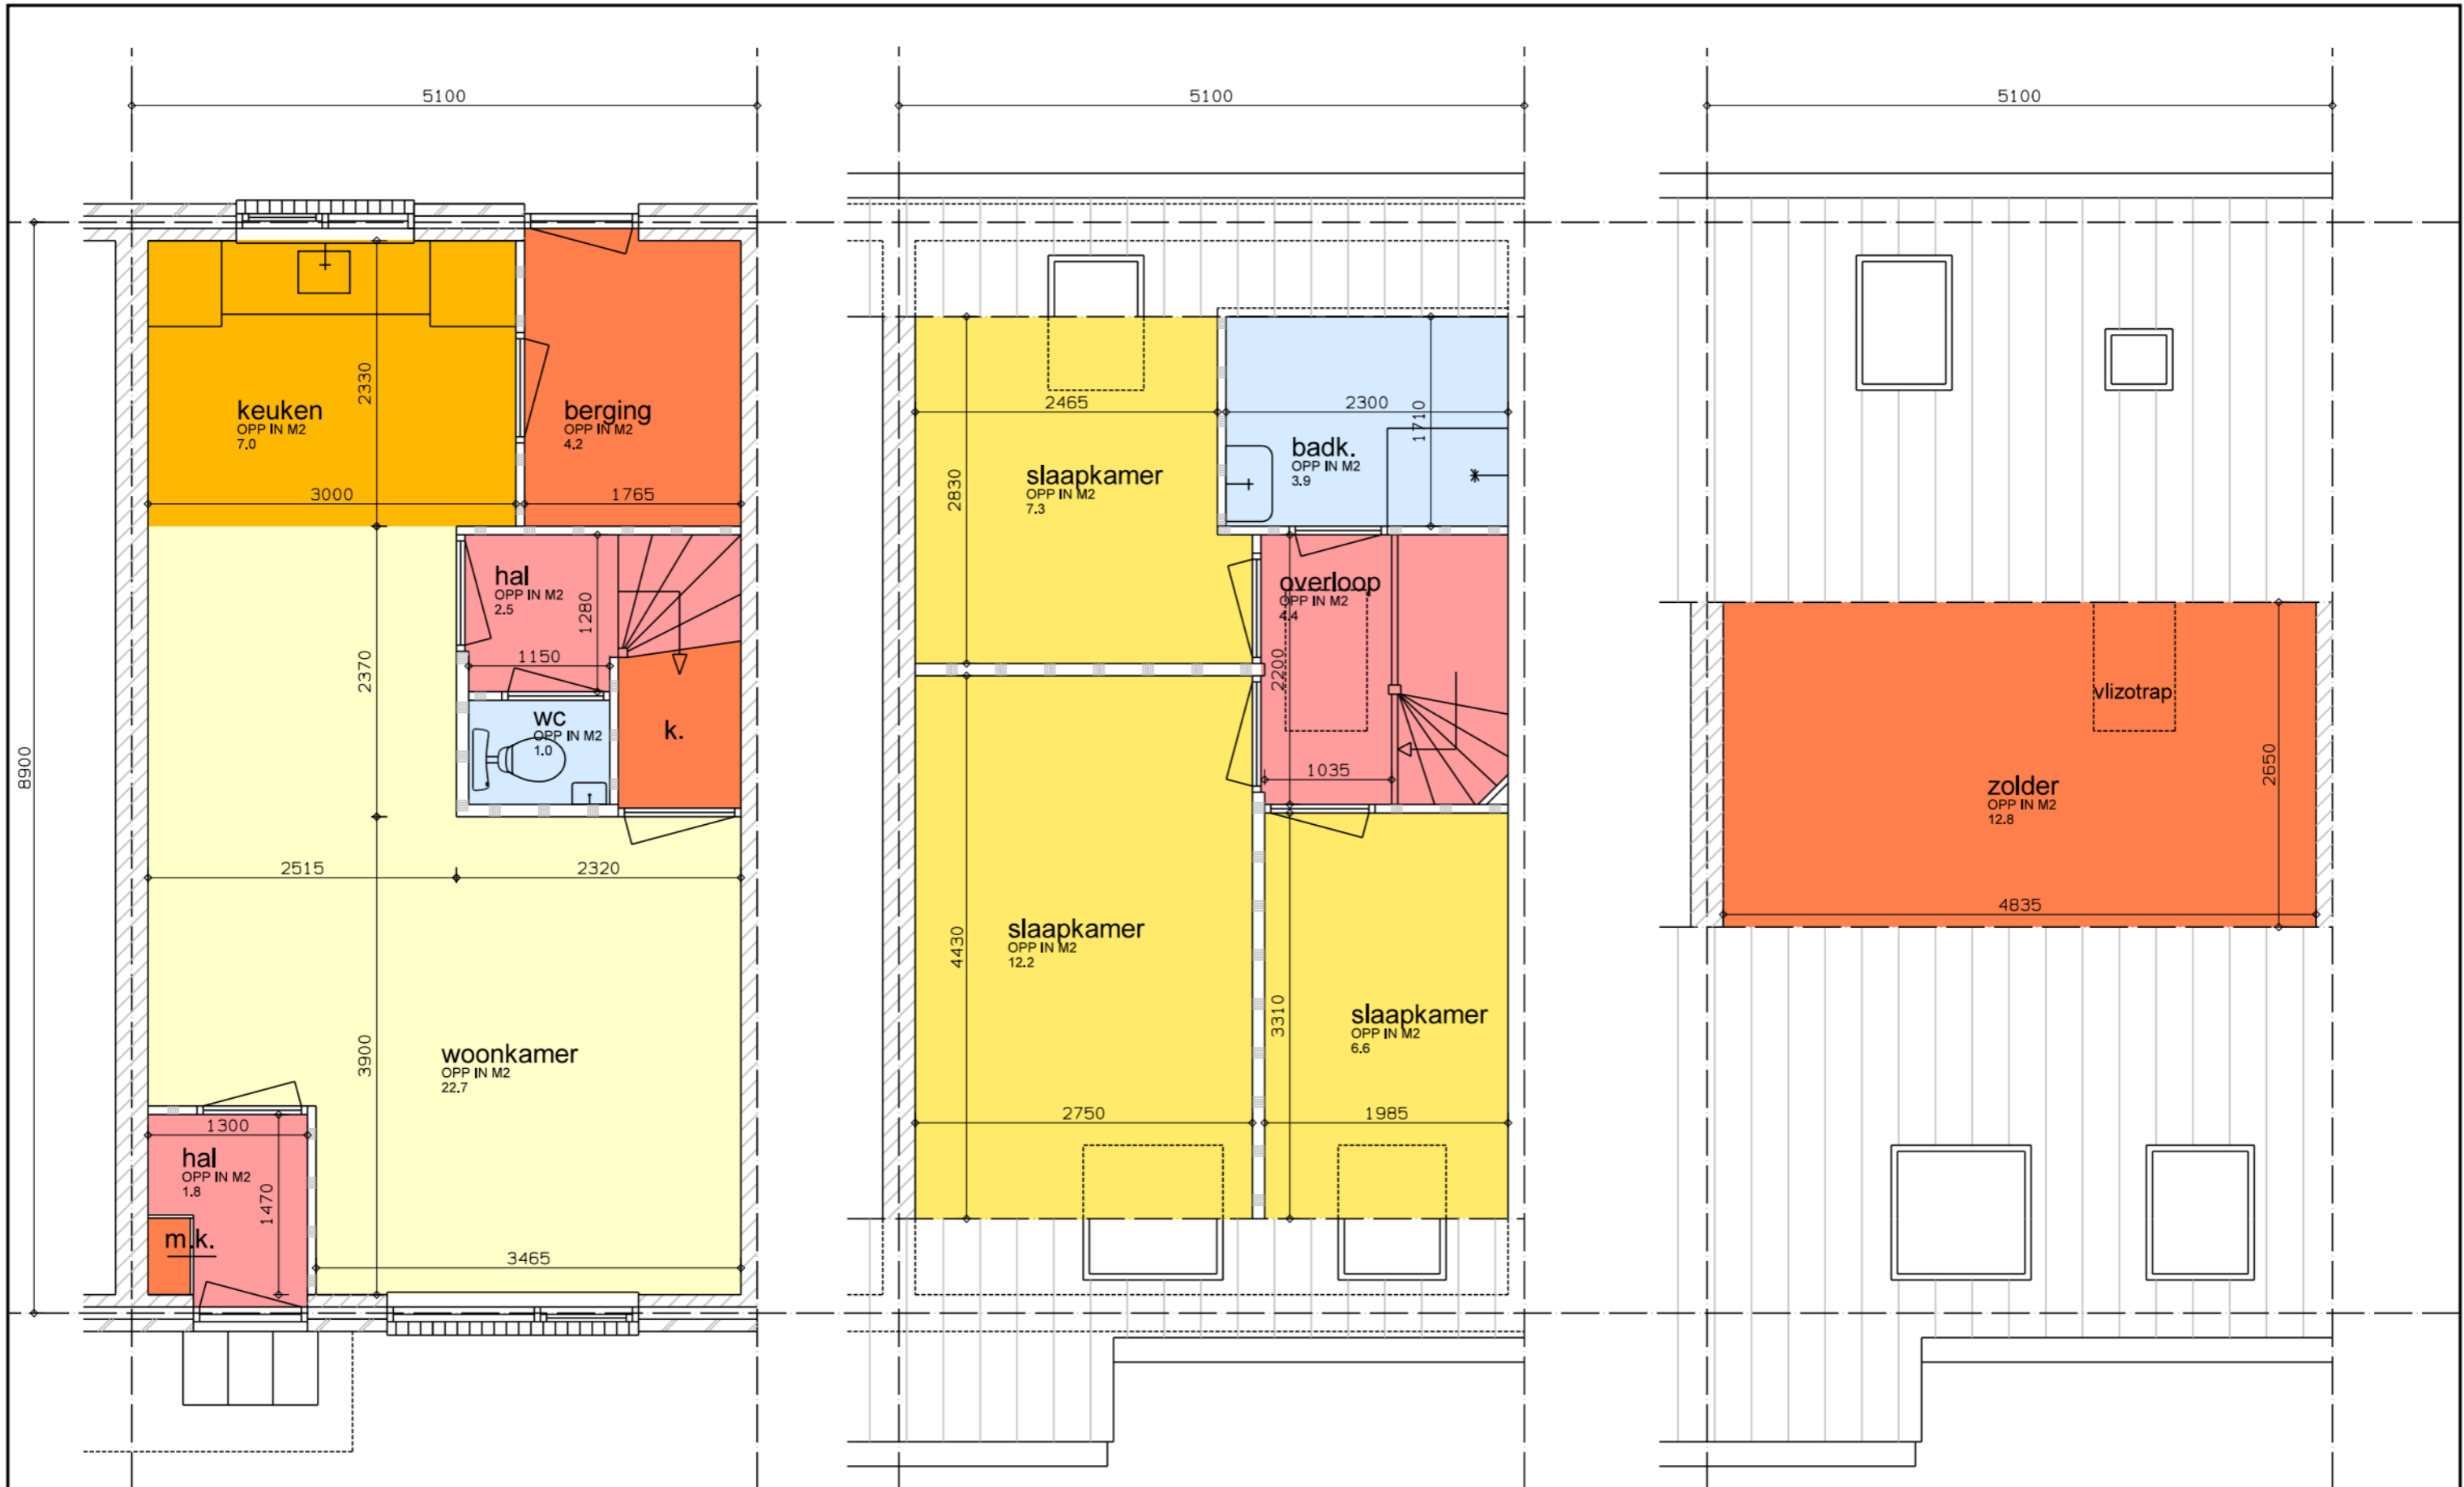 5100
5100
5100
8900
keuken
OPP IN M2
7.0
2330
3000
berging
OPP IN M2
4.2
1765
hal
OPP IN M2
2.5
1280
1150
2370
wc
OPP IN M2
1.0
k.
2515
2320
woonkamer
OPP IN M2
22.7
3900
1300
hal
OPP IN M2
1.8
1470
m.k.
3465
2465
2300
1710
slaapkamer
OPP IN M2
7.3
2830
badk.
OPP IN M2
3.9
overloop
OPP IN M2
4.4
2200
1035
slaapkamer
OPP IN M2
12.2
4430
slaapkamer
OPP IN M2
6.6
3310
2750
1985
vlizotrap
zolder
OPP IN M2
12.8
2650
4835